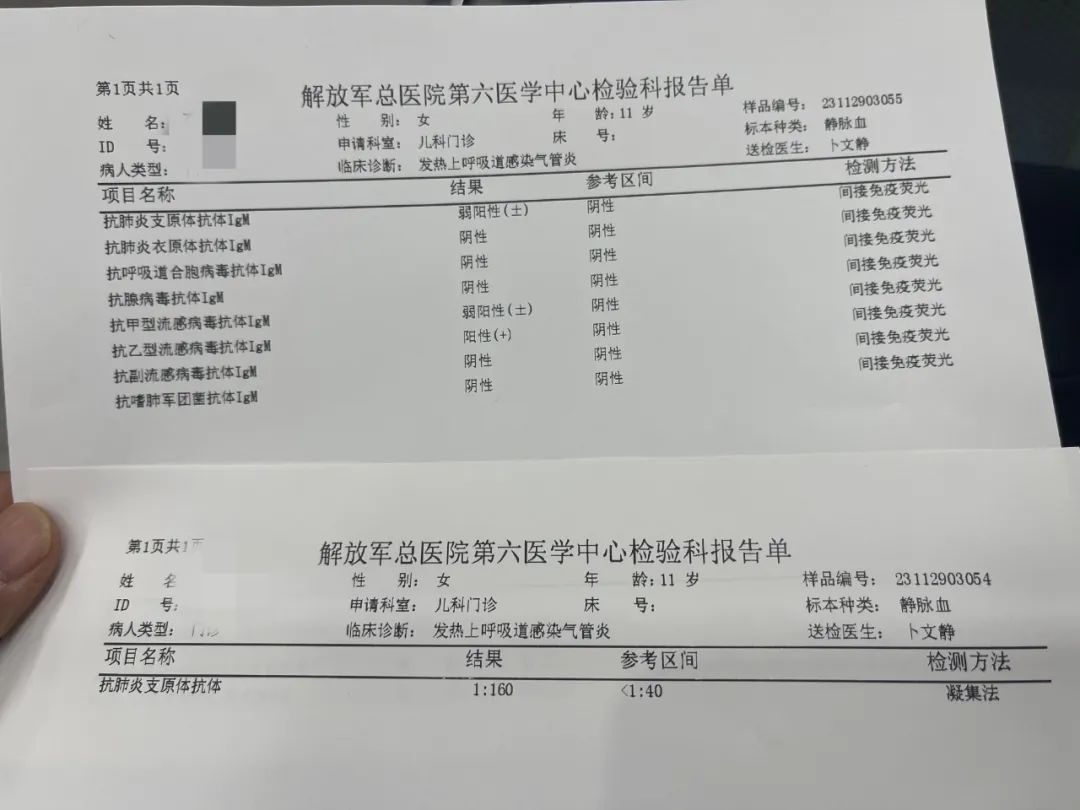 第1页共1页
解放军总医院第六医学中心检验科报告单
姓 名: 性 别: 女 年 龄: 11 岁 样品编号: 23112903055
ID 号: 申请科室: 儿科门诊 床 号: 标本种类: 静脉血
病人类型: 临床诊断: 发热上呼吸道感染气管炎 送检医生: 卜文静
项目名称 结果 参考区间 检测方法
抗肺炎支原体抗体IgM 弱阳性(±) 阴性 间接免疫荧光
抗肺炎衣原体抗体IgM 阴性 阴性 间接免疫荧光
抗呼吸道合胞病毒抗体IgM 阴性 阴性 间接免疫荧光
抗腺病毒抗体IgM 阴性 阴性 间接免疫荧光
抗甲型流感病毒抗体IgM 弱阳性(±) 阴性 间接免疫荧光
抗乙型流感病毒抗体IgM 阳性(+) 阴性 间接免疫荧光
抗副流感病毒抗体IgM 阴性 阴性 间接免疫荧光
抗嗜肺军团菌抗体IgM 阴性 阴性 间接免疫荧光
第1页共1页
解放军总医院第六医学中心检验科报告单
姓 名 性 别: 女 年 龄: 11 岁 样品编号: 23112903054
ID 号: 申请科室: 儿科门诊 床 号: 标本种类: 静脉血
病人类型: 临床诊断: 发热上呼吸道感染气管炎 送检医生: 卜文静
项目名称 结果 参考区间 检测方法
抗肺炎支原体抗体 1:160 <1:40 凝集法